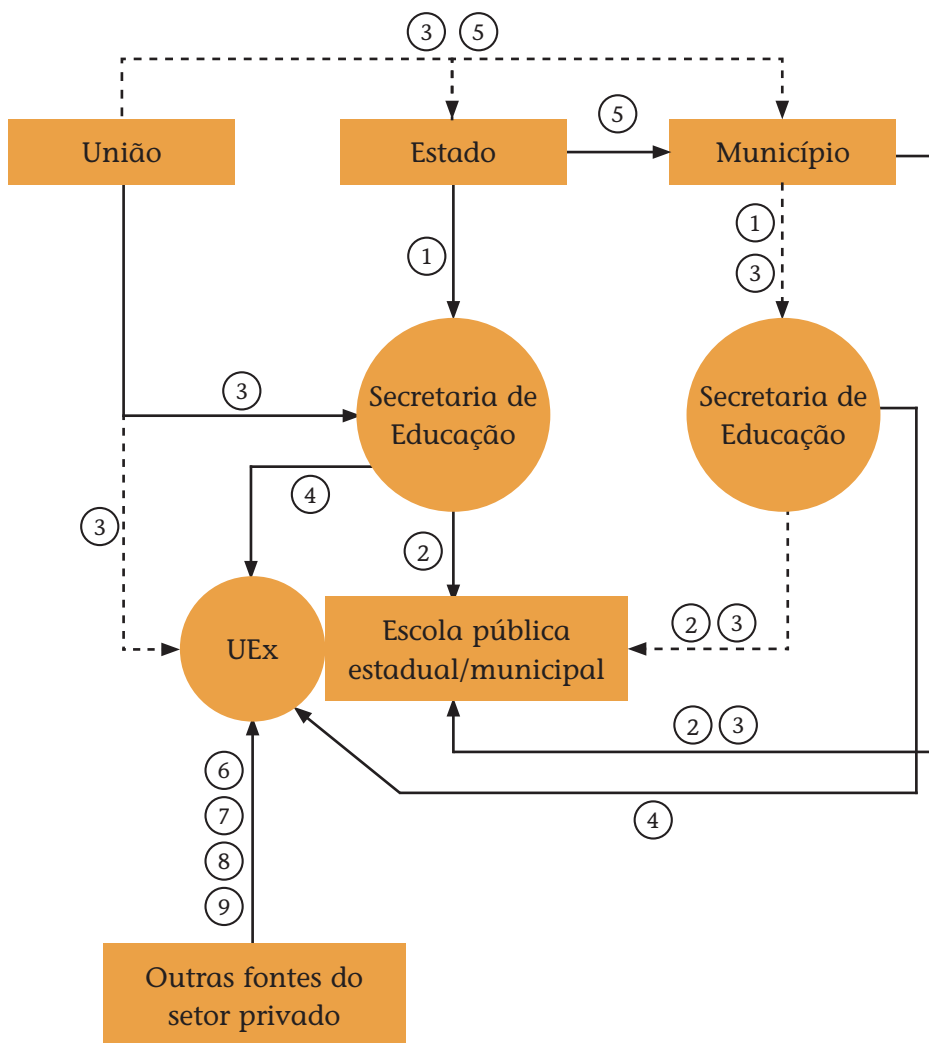 3 5
União
Estado
5
Município
1
1
3
Secretaria de
Educação
Secretaria de
Educação
3
4
3
2
UEx
Escola pública
estadual/municipal
2 3
2 3
6
7
8
9
4
Outras fontes do
setor privado